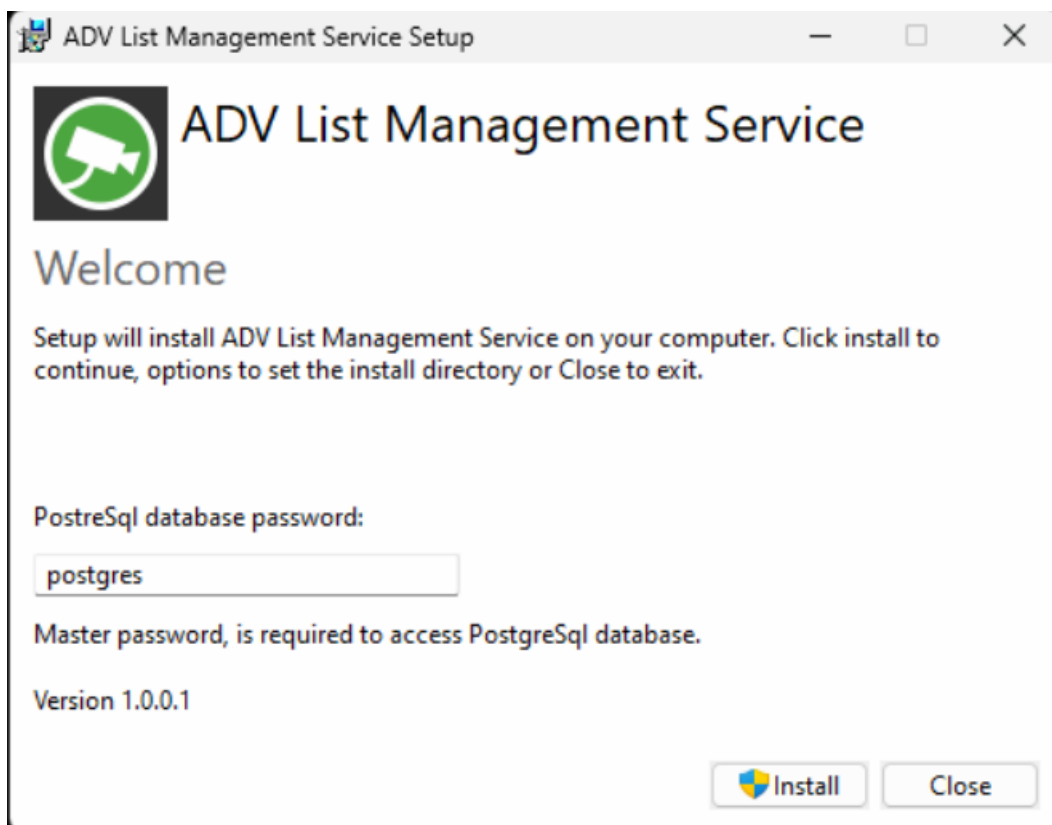 ADV List Management Service Setup
ADV List Management Service
Welcome
Setup will install ADV List Management Service on your computer. Click install to
continue, options to set the install directory or Close to exit.
PostreSql database password:
postgres
Master password, is required to access PostgreSql database.
Version 1.0.0.1
Install
Close